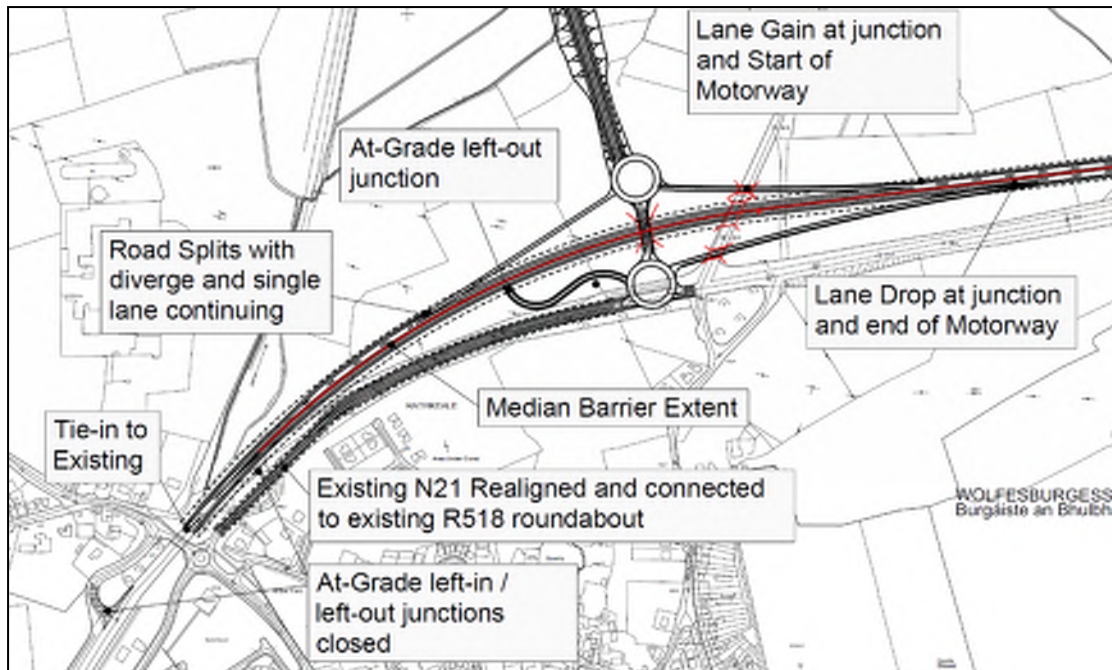 Lane Gain at junction
and Start of
Motorway
At-Grade left-out
junction
Road Splits with
diverge and single
lane continuing
Lane Drop at junction
and end of Motorway
Median Barrier Extent
Tie-in to
Existing
Existing N21 Realigned and connected
to existing R518 roundabout
WOLFESBURGESS
Burgáiste an Bhulbh
At-Grade left-in /
left-out junctions
closed